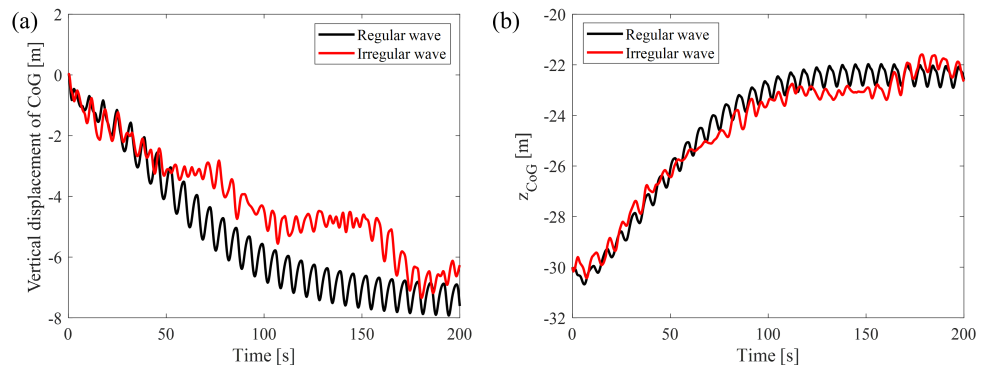 (a)
Vertical displacement of CoG [m]
2
0
-2
-4
-6
-8
0
50
100
150
200
Time [s]
Regular wave
Irregular wave
(b)
z_CoG [m]
-20
-22
-24
-26
-28
-30
-32
0
50
100
150
200
Time [s]
Regular wave
Irregular wave